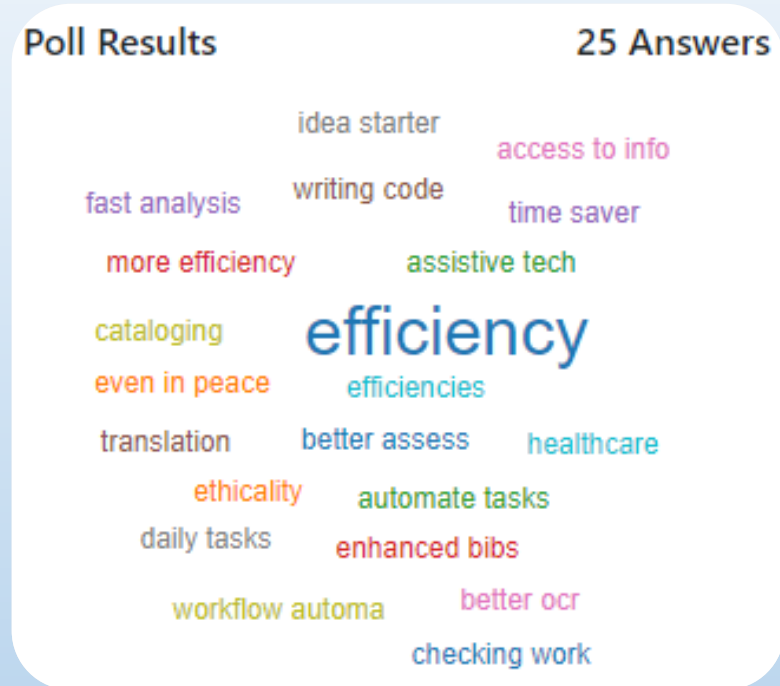 Poll Results 25 Answers
idea starter
access to info
writing code
fast analysis
time saver
more efficiency
assistive tech
efficiency
cataloging
even in peace
efficiencies
translation
better assess
healthcare
ethicality
automate tasks
daily tasks
enhanced bibs
workflow automa
better ocr
checking work